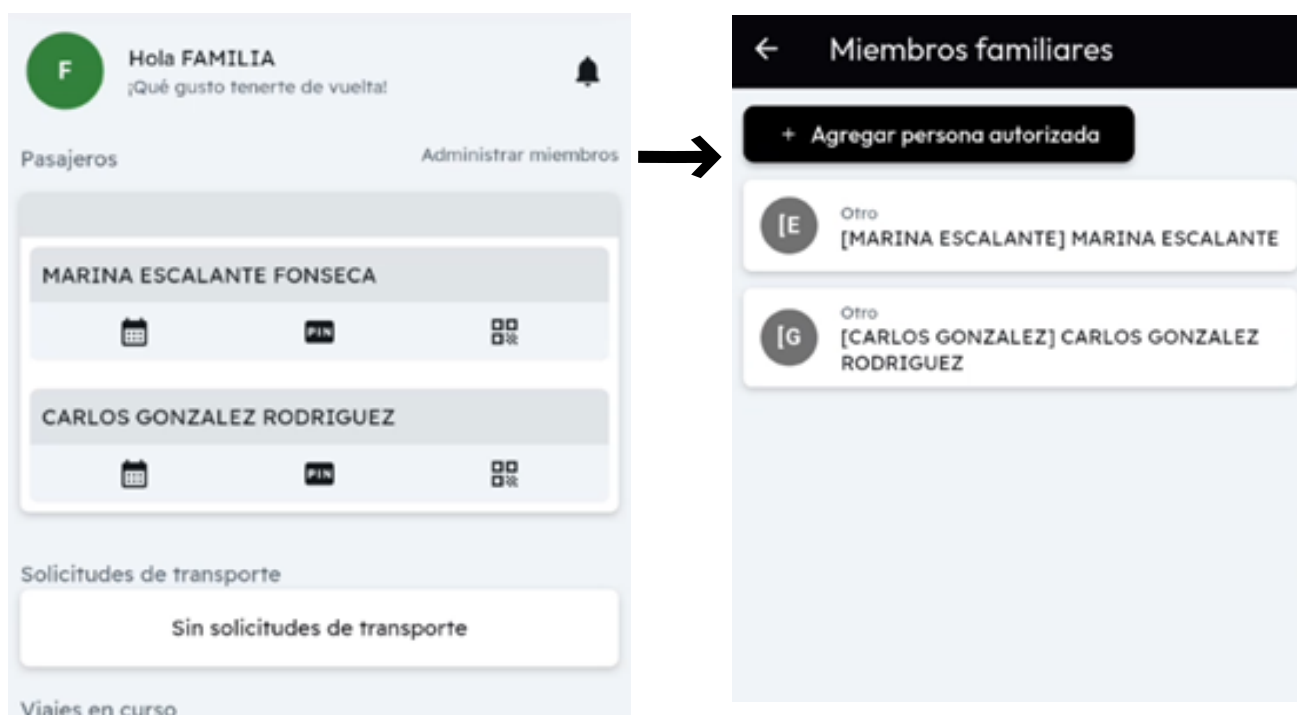 F
Hola FAMILIA
¡Qué gusto tenerte de vuelta!
Pasajeros
Administrar miembros
MARINA ESCALANTE FONSECA
PIN
CARLOS GONZALEZ RODRIGUEZ
PIN
Solicitudes de transporte
Sin solicitudes de transporte
Viajes en curso
Miembros familiares
+ Agregar persona autorizada
[E
Otro
[MARINA ESCALANTE] MARINA ESCALANTE
[G
Otro
[CARLOS GONZALEZ] CARLOS GONZALEZ
RODRIGUEZ